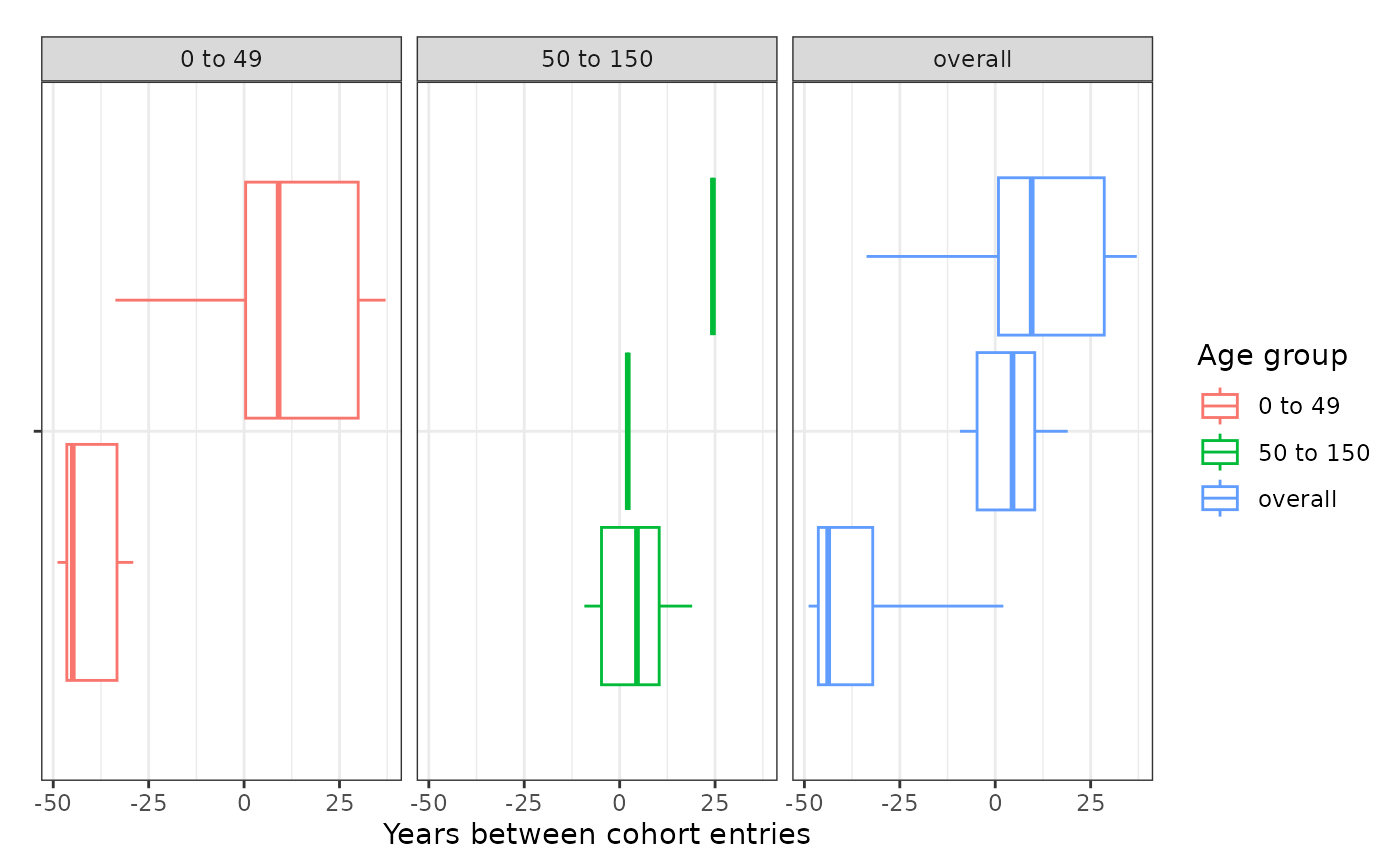 0 to 49 50 to 150 overall
Age group
0 to 49
50 to 150
overall
-50 -25 0 25 -50 -25 0 25 -50 -25 0 25
Years between cohort entries